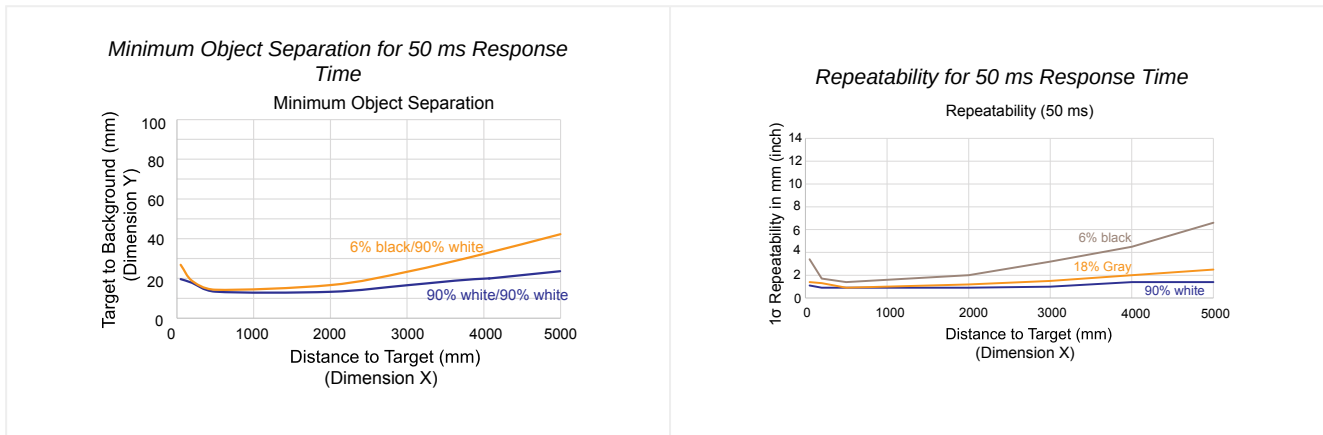 Minimum Object Separation for 50 ms Response
Time
Minimum Object Separation
Target to Background (mm)
(Dimension Y)
100
80
60
40
20
0
6% black/90% white
90% white/90% white
0 1000 2000 3000 4000 5000
Distance to Target (mm)
(Dimension X)
Repeatability for 50 ms Response Time
Repeatability (50 ms)
1σ Repeatability in mm (inch)
14
12
10
8
6
4
2
0
6% black
18% Gray
90% white
0 1000 2000 3000 4000 5000
Distance to Target (mm)
(Dimension X)